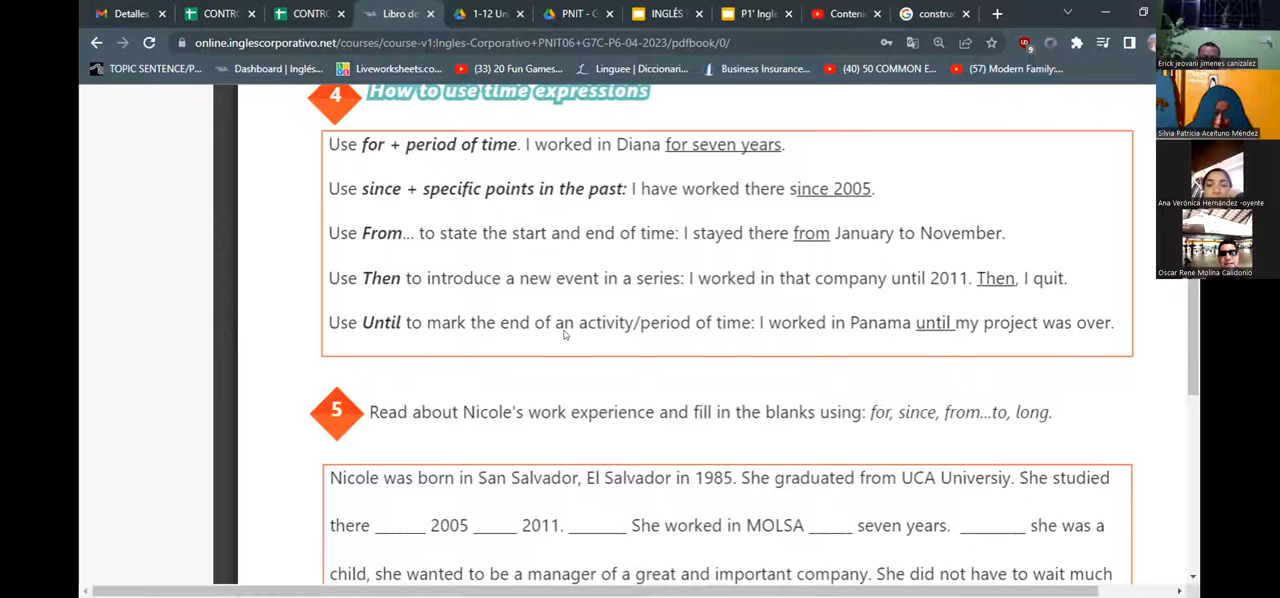 Detalles
CONTRC
CONTRC
Libro de
1-12 Uni
PNIT - G
INGLÉS
P1' Ingle
Conteni
construc
online.inglescorporativo.net/courses/course-v1:Ingles-Corporativo+PNIT06+G7C-P6-04-2023/pdfbook/0/
TOPIC SENTENCE/P...
Dashboard | Inglés...
Liveworksheets.co...
(33) 20 Fun Games...
Linguee | Diccionari...
Business Insurance...
(40) 50 COMMON E...
(57) Modern Family:...
4 How to use time expressions
Use for + period of time. I worked in Diana for seven years.
Use since + specific points in the past: I have worked there since 2005.
Use From... to state the start and end of time: I stayed there from January to November.
Use Then to introduce a new event in a series: I worked in that company until 2011. Then, I quit.
Use Until to mark the end of an activity/period of time: I worked in Panama until my project was over.
5 Read about Nicole's work experience and fill in the blanks using: for, since, from...to, long.
Nicole was born in San Salvador, El Salvador in 1985. She graduated from UCA Universiy. She studied
there ______ 2005 _____ 2011. _______ She worked in MOLSA _____ seven years. ________ she was a
child, she wanted to be a manager of a great and important company. She did not have to wait much
Erick jeovani jimenes canizalez
Silvia Patricia Aceituno Méndez
Ana Verónica Hernández -oyente
Oscar Rene Molina Calidonio